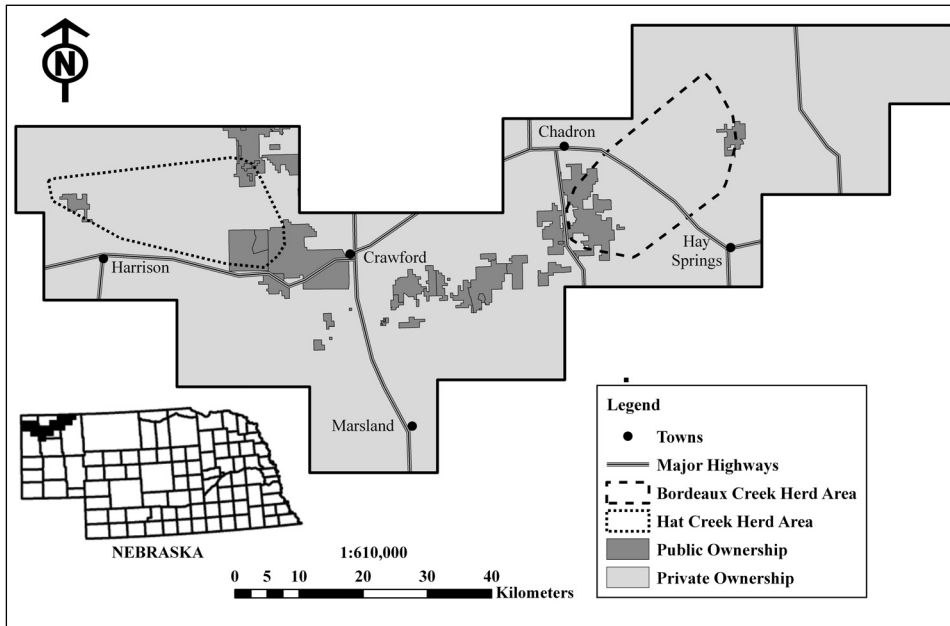 N
Chadron
Hay
Springs
Harrison
Crawford
Marsland
NEBRASKA
1:610,000
0 5 10 20 30 40
Kilometers
Legend
Towns
Major Highways
Bordeaux Creek Herd Area
Hat Creek Herd Area
Public Ownership
Private Ownership